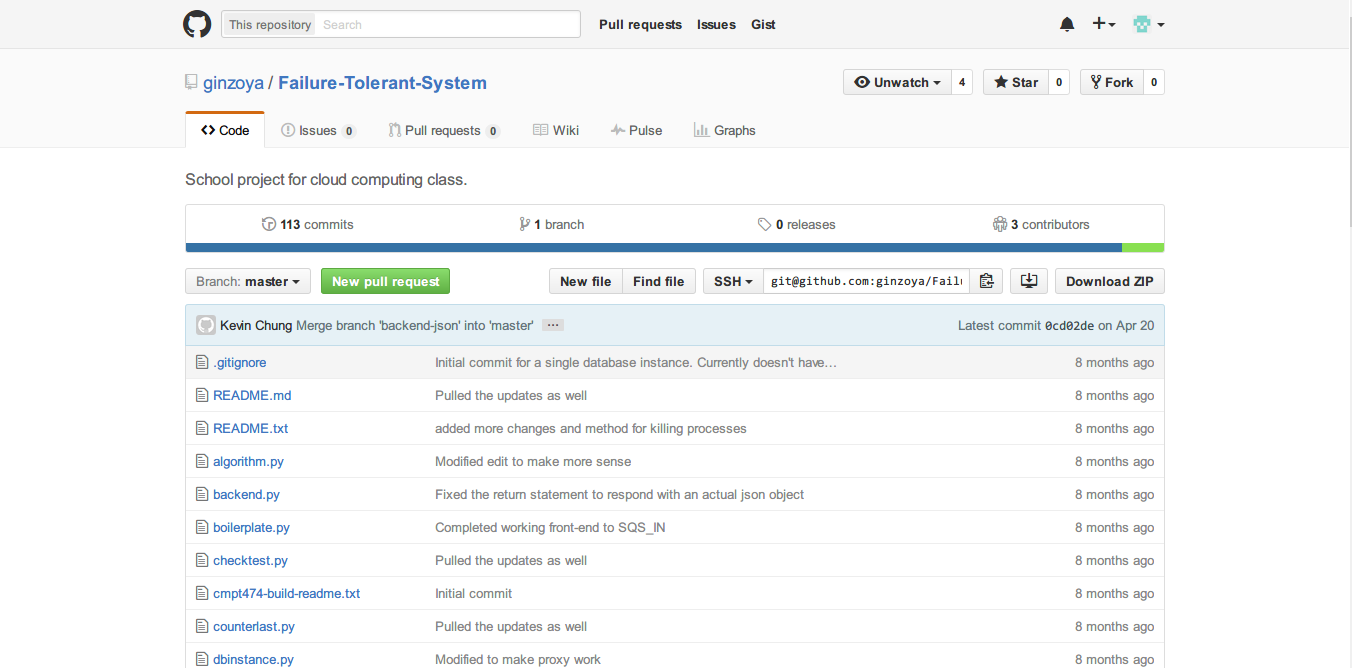 This repository Search Pull requests Issues Gist
ginzoya / Failure-Tolerant-System Unwatch 4 Star 0 Fork 0
Code Issues 0 Pull requests 0 Wiki Pulse Graphs
School project for cloud computing class.
113 commits 1 branch 0 releases 3 contributors
Branch: master New pull request New file Find file SSH git@github.com:ginzoya/Fail Download ZIP
Kevin Chung Merge branch 'backend-json' into 'master' ... Latest commit 0cd02de on Apr 20
.gitignore Initial commit for a single database instance. Currently doesn't have… 8 months ago
README.md Pulled the updates as well 8 months ago
README.txt added more changes and method for killing processes 8 months ago
algorithm.py Modified edit to make more sense 8 months ago
backend.py Fixed the return statement to respond with an actual json object 8 months ago
boilerplate.py Completed working front-end to SQS_IN 8 months ago
checktest.py Pulled the updates as well 8 months ago
cmpt474-build-readme.txt Initial commit 8 months ago
counterlast.py Pulled the updates as well 8 months ago
dbinstance.py Modified to make proxy work 8 months ago